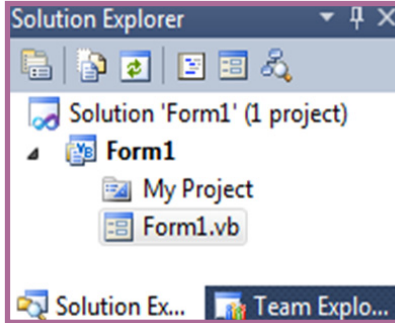 Solution Explorer
Solution 'Form1' (1 project)
Form1
My Project
Form1.vb
Solution Ex... Team Explo...